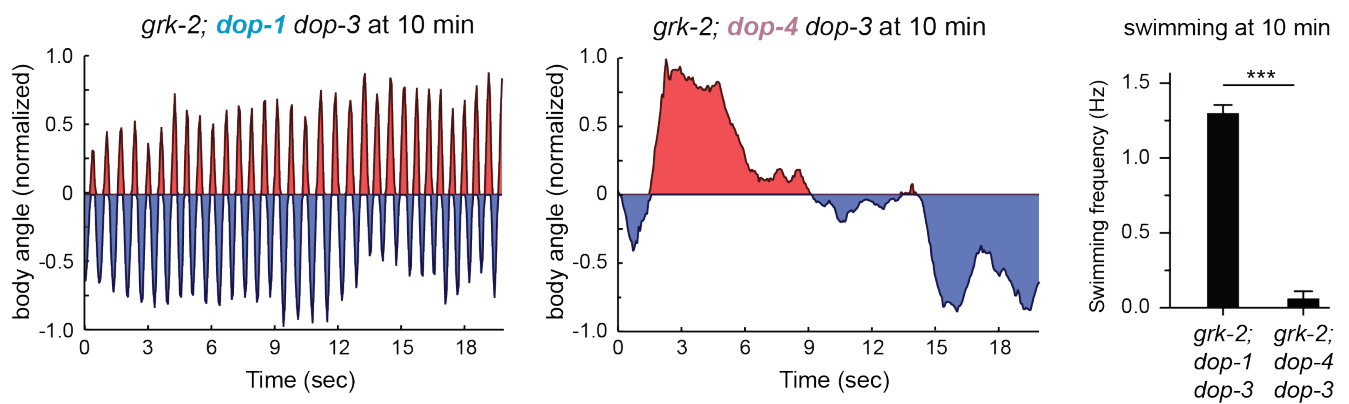 grk-2; dop-1 dop-3 at 10 min
body angle (normalized)
1.0
0.5
0
-0.5
-1.0
0 3 6 9 12 15 18
Time (sec)
grk-2; dop-4 dop-3 at 10 min
body angle (normalized)
1.0
0.5
0
-0.5
-1.0
0 3 6 9 12 15 18
Time (sec)
swimming at 10 min
Swimming frequency (Hz)
1.5
1.0
0.5
0.0
***
grk-2;
dop-1
dop-3
grk-2;
dop-4
dop-3